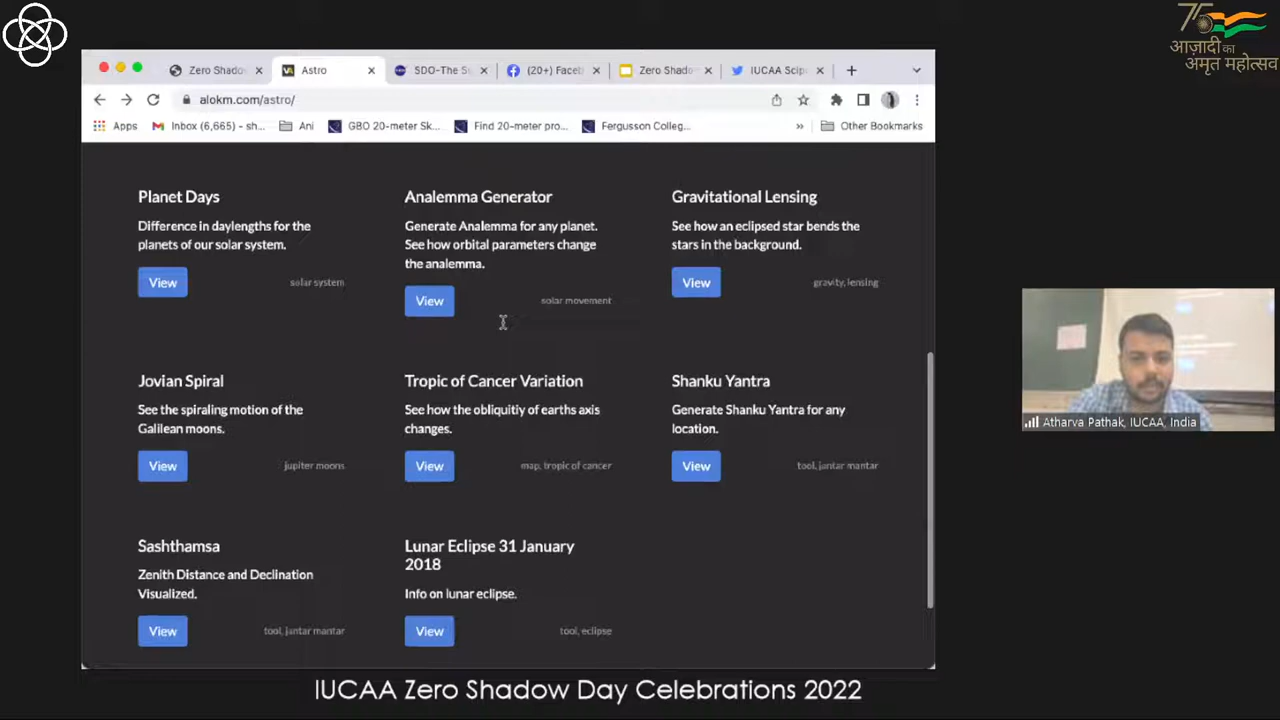 75
आज़ादी का
अमृत महोत्सव
Zero Shado
Astro
SDO-The Su
(20+) Faceb
Zero Shado
IUCAA Scip
alokm.com/astro/
Apps
Inbox (6,665) - sh...
Ani
GBO 20-meter Sk...
Find 20-meter pro...
Fergusson Colleg...
»
Other Bookmarks
Planet Days
Difference in daylengths for the
planets of our solar system.
View
solar system
Analemma Generator
Generate Analemma for any planet.
See how orbital parameters change
the analemma.
View
solar movement
Gravitational Lensing
See how an eclipsed star bends the
stars in the background.
View
gravity, lensing
Jovian Spiral
See the spiraling motion of the
Galilean moons.
View
jupiter moons
Tropic of Cancer Variation
See how the obliquitiy of earths axis
changes.
View
map, tropic of cancer
Shanku Yantra
Generate Shanku Yantra for any
location.
View
tool, jantar mantar
Sashthamsa
Zenith Distance and Declination
Visualized.
View
tool, jantar mantar
Lunar Eclipse 31 January
2018
Info on lunar eclipse.
View
tool, eclipse
Atharva Pathak, IUCAA, India
IUCAA Zero Shadow Day Celebrations 2022